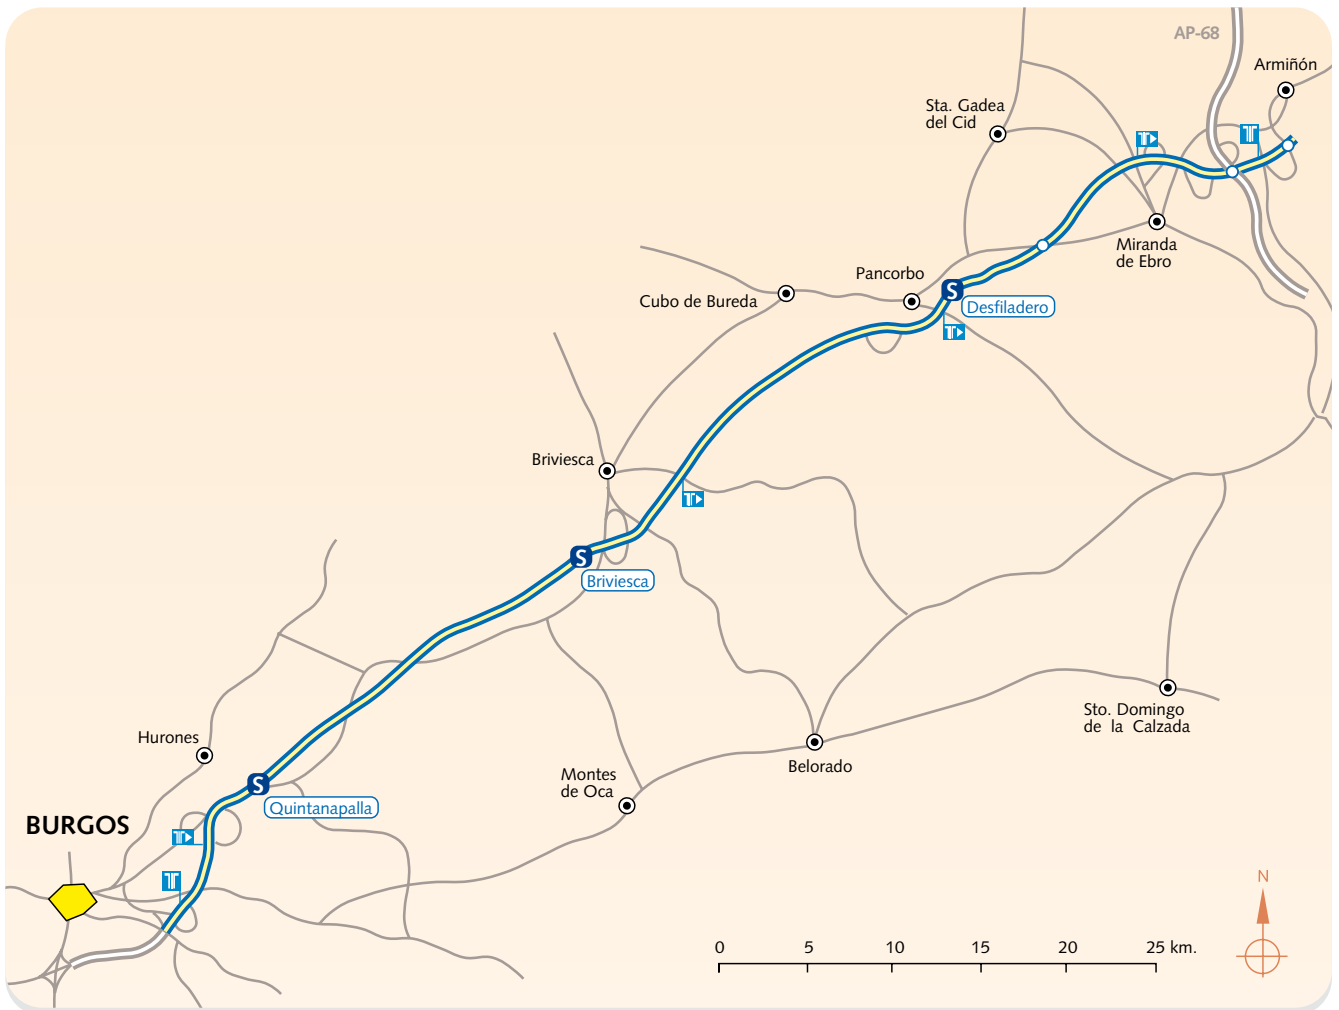 AP-68
Armiñón
Sta. Gadea
del Cid
T
T
Miranda
de Ebro
Pancorbo
Cubo de Bureda
S
Desfiladero
T
Briviesca
T
S
Briviesca
Sto. Domingo
de la Calzada
Hurones
Belorado
Montes
de Oca
S
Quintanapalla
BURGOS
T
T
N
0 5 10 15 20 25 km.